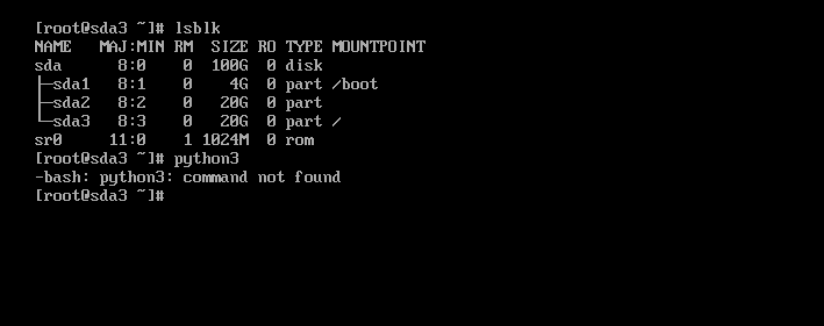 [root@sda3 ~]# lsblk
NAME   MAJ:MIN RM  SIZE RO TYPE MOUNTPOINT
sda      8:0    0  100G  0 disk
├─sda1   8:1    0    4G  0 part /boot
├─sda2   8:2    0   20G  0 part
└─sda3   8:3    0   20G  0 part /
sr0     11:0    1 1024M  0 rom
[root@sda3 ~]# python3
-bash: python3: command not found
[root@sda3 ~]#